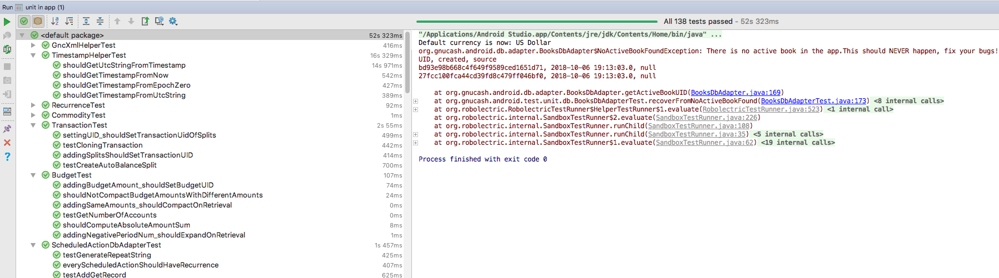 Run unit in app (1)
All 138 tests passed - 52s 323ms
<default package> 52s 323ms
GncXmlHelperTest 416ms
TimestampHelperTest 16s 329ms
shouldGetUtcStringFromTimestamp 14s 971ms
shouldGetTimestampFromNow 542ms
shouldGetTimestampFromEpochZero 427ms
shouldGetTimestampFromUtcString 389ms
RecurrenceTest 92ms
CommodityTest 1ms
TransactionTest 2s 55ms
settingUID_shouldSetTransactionUidOfSplits 499ms
testCloningTransaction 442ms
addingSplitsShouldSetTransactionUID 414ms
testCreateAutoBalanceSplit 700ms
BudgetTest 107ms
addingBudgetAmount_shouldSetBudgetUID 74ms
shouldNotCompactBudgetAmountsWithDifferentAmounts 24ms
addingSameAmounts_shouldCompactOnRetrieval 0ms
testGetNumberOfAccounts 0ms
shouldComputeAbsoluteAmountSum 8ms
addingNegativePeriodNum_shouldExpandOnRetrieval 1ms
ScheduledActionDbAdapterTest 1s 457ms
testGenerateRepeatString 425ms
everyScheduledActionShouldHaveRecurrence 407ms
testAddGetRecord 625ms
"/Applications/Android Studio.app/Contents/jre/jdk/Contents/Home/bin/java" ...
Default currency is now: US Dollar
org.gnucash.android.db.adapter.BooksDbAdapter$NoActiveBookFoundException: There is no active book in the app.This should NEVER happen, fix your bugs!
UID, created, source
bd93e98b668c4f649f9589ced1651d71, 2018-10-06 19:13:03.0, null
27fcc100fca44cd39fd8c479ff046bf0, 2018-10-06 19:13:03.0, null
at org.gnucash.android.db.adapter.BooksDbAdapter.getActiveBookUID(BooksDbAdapter.java:169)
at org.gnucash.android.test.unit.db.BooksDbAdapterTest.recoverFromNoActiveBookFound(BooksDbAdapterTest.java:173) <8 internal calls>
at org.robolectric.RobolectricTestRunner$HelperTestRunner$1.evaluate(RobolectricTestRunner.java:523) <1 internal call>
at org.robolectric.internal.SandboxTestRunner$2.evaluate(SandboxTestRunner.java:226)
at org.robolectric.internal.SandboxTestRunner.runChild(SandboxTestRunner.java:108)
at org.robolectric.internal.SandboxTestRunner.runChild(SandboxTestRunner.java:35) <5 internal calls>
at org.robolectric.internal.SandboxTestRunner$1.evaluate(SandboxTestRunner.java:62) <19 internal calls>
Process finished with exit code 0